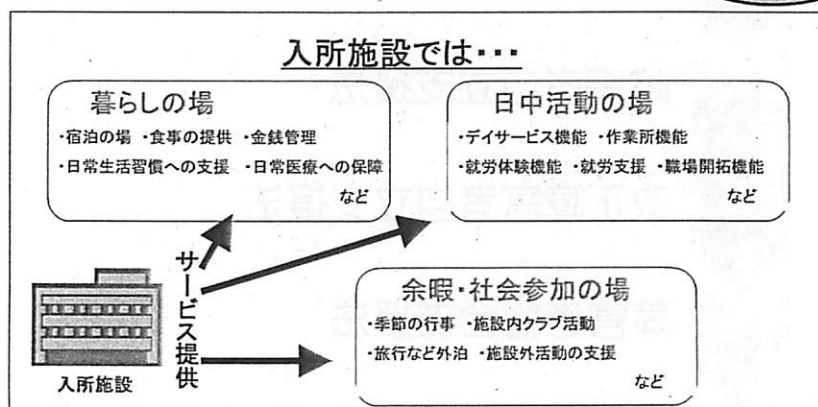 入所施設では・・・
暮らしの場
・宿泊の場 ・食事の提供 ・金銭管理
・日常生活習慣への支援 ・日常医療への保障
など
日中活動の場
・デイサービス機能 ・作業所機能
・就労体験機能 ・就労支援 ・職場開拓機能
など
サービス提供
入所施設
余暇・社会参加の場
・季節の行事 ・施設内クラブ活動
・旅行など外泊 ・施設外活動の支援
など